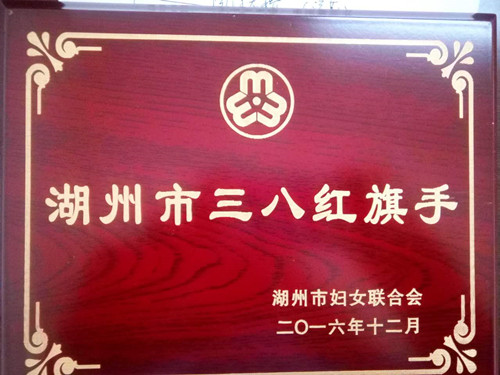 湖州市三八红旗手
湖州市妇女联合会
二〇一六年十二月